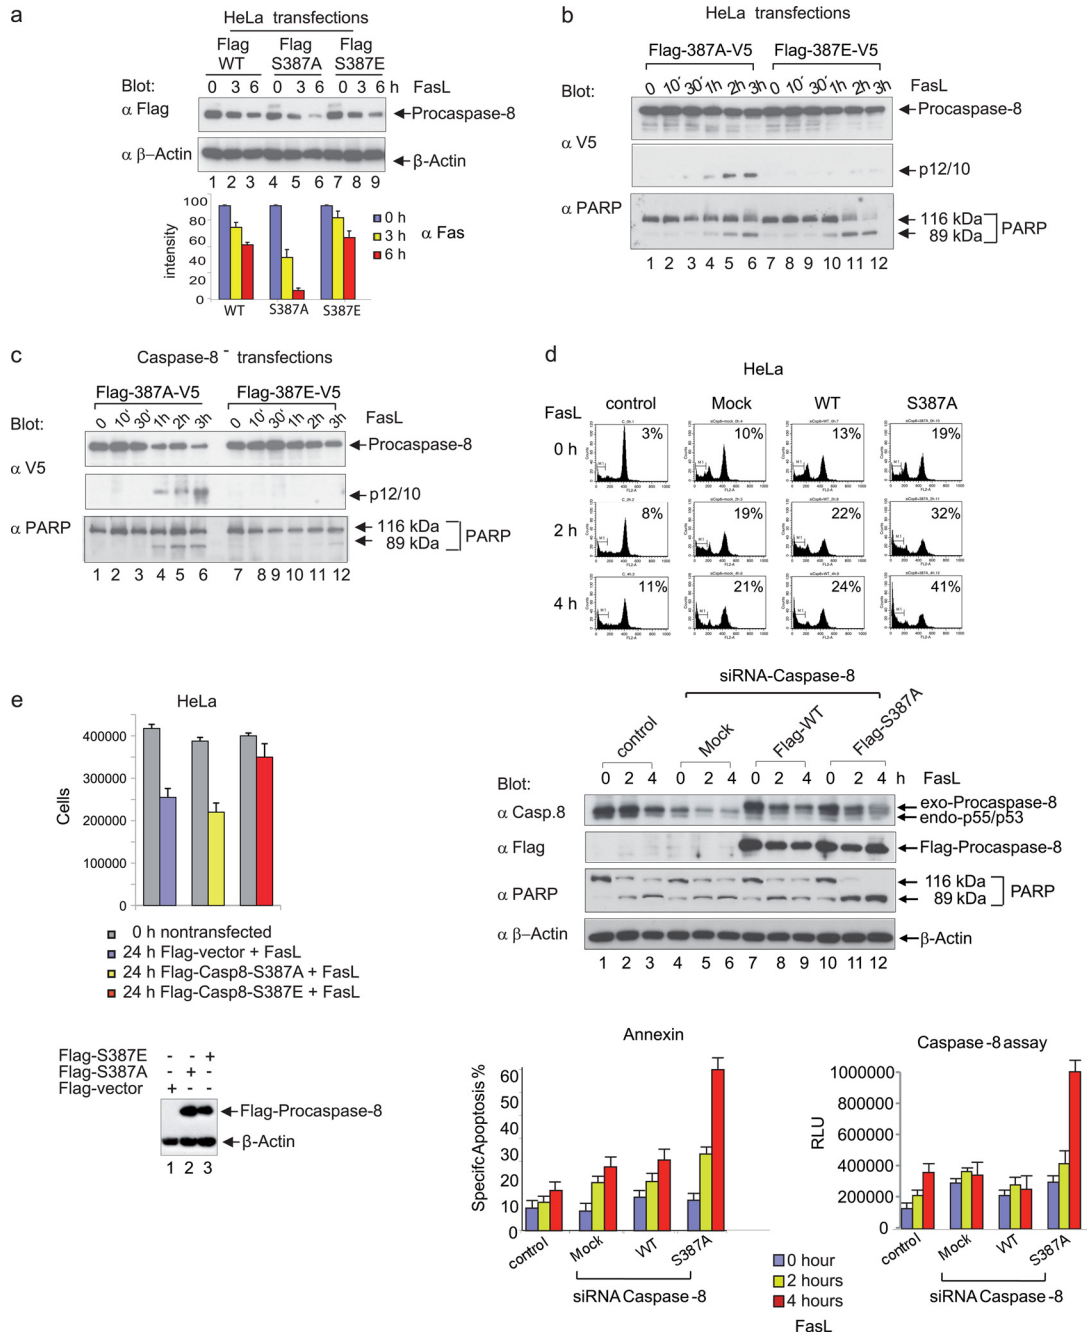 a
HeLa transfections
Flag WT
Flag S387A
Flag S387E
Blot:
0 3 6 0 3 6 0 3 6 h FasL
α Flag
Procaspase-8
α β–Actin
β-Actin
1 2 3 4 5 6 7 8 9
intensity
100
80
60
40
20
0
WT
S387A
S387E
0 h
3 h
6 h
α Fas
b
HeLa transfections
Flag-387A-V5 Flag-387E-V5
Blot:
0 10' 30' 1h 2h 3h 0 10' 30' 1h 2h 3h FasL
Procaspase-8
α V5
p12/10
α PARP
116 kDa
89 kDa
PARP
1 2 3 4 5 6 7 8 9 10 11 12
c
Caspase-8 - transfections
Flag-387A-V5 Flag-387E-V5
Blot:
0 10' 30' 1h 2h 3h 0 10' 30' 1h 2h 3h FasL
Procaspase-8
α V5
p12/10
α PARP
116 kDa
89 kDa
PARP
1 2 3 4 5 6 7 8 9 10 11 12
d
HeLa
FasL
control Mock WT S387A
0 h
3% 10% 13% 19%
2 h
8% 19% 22% 32%
4 h
11% 21% 24% 41%
siRNA-Caspase-8
control Mock Flag-WT Flag-S387A
Blot:
0 2 4 0 2 4 0 2 4 0 2 4 h FasL
α Casp.8
exo-Procaspase-8
endo-p55/p53
α Flag
Flag-Procaspase-8
α PARP
116 kDa
89 kDa
PARP
α β–Actin
β-Actin
1 2 3 4 5 6 7 8 9 10 11 12
Annexin
Specifc Apoptosis %
60
50
40
30
20
10
0
control Mock WT S387A
siRNA Caspase-8
Caspase-8 assay
RLU
1000000
800000
600000
400000
200000
0
control Mock WT S387A
siRNA Caspase-8
0 hour
2 hours
4 hours
FasL
e
HeLa
Cells
400000
300000
200000
100000
0
0 h nontransfected
24 h Flag-vector + FasL
24 h Flag-Casp8-S387A + FasL
24 h Flag-Casp8-S387E + FasL
Flag-S387E - - +
Flag-S387A - + -
Flag-vector + - -
Flag-Procaspase-8
β-Actin
1 2 3